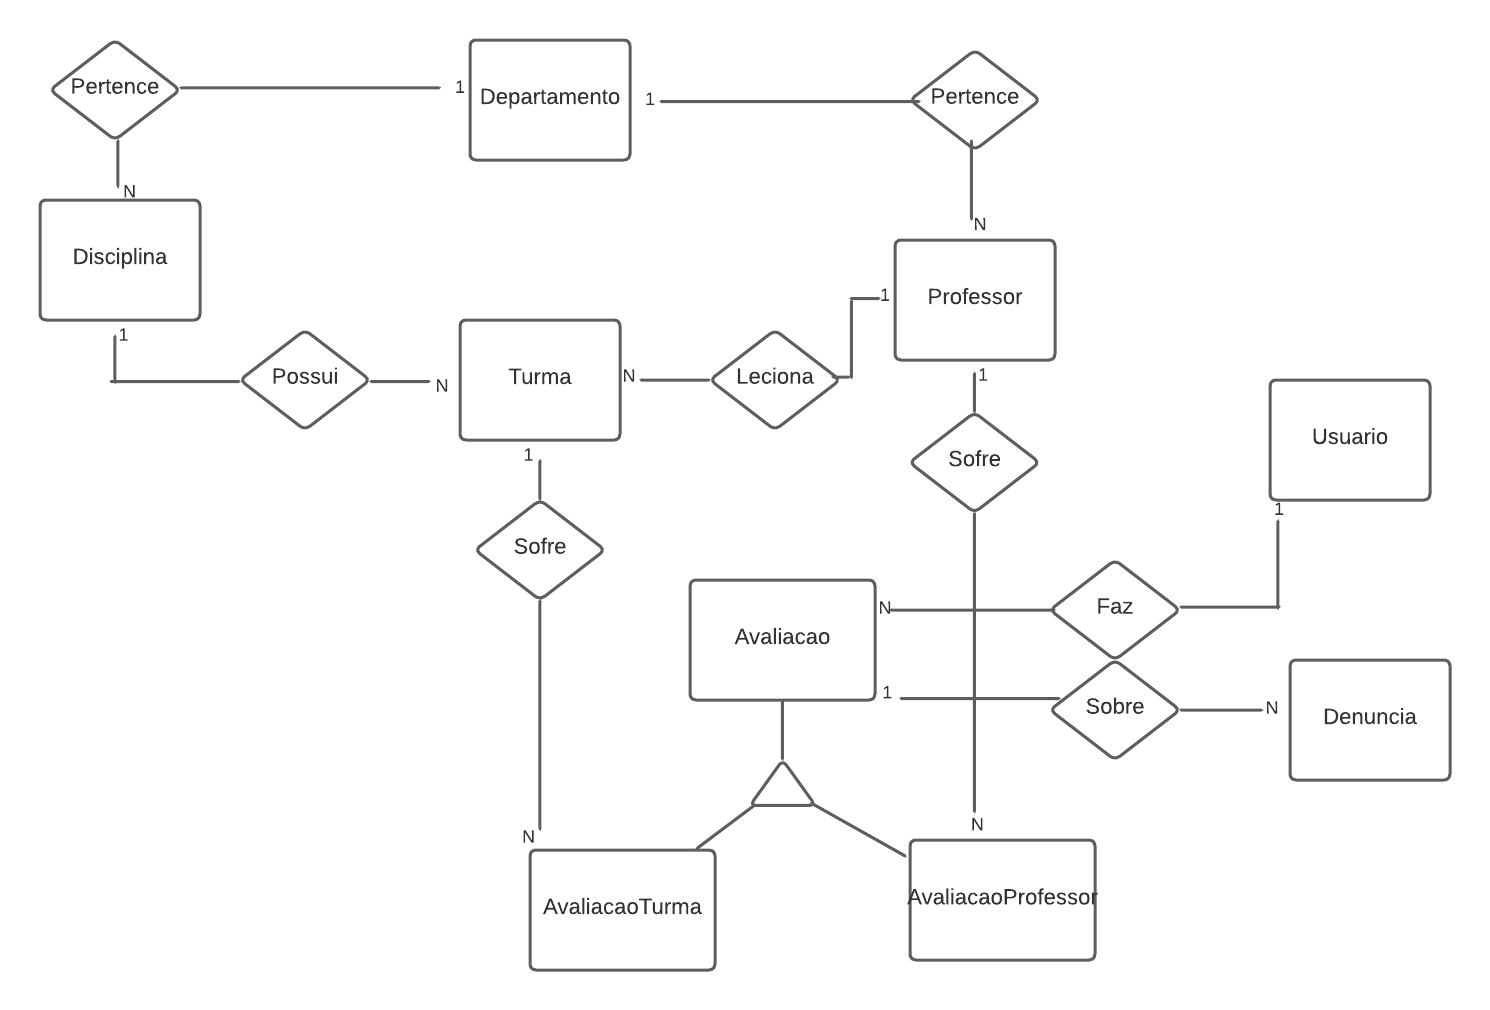 Pertence
1
Departamento
1
Pertence
N
N
Disciplina
Professor
1
1
Possui
N
Turma
N
Leciona
1
Usuario
1
Sofre
1
Sofre
N
Faz
Avaliacao
1
Sobre
N
Denuncia
N
N
AvaliacaoTurma
AvaliacaoProfessor